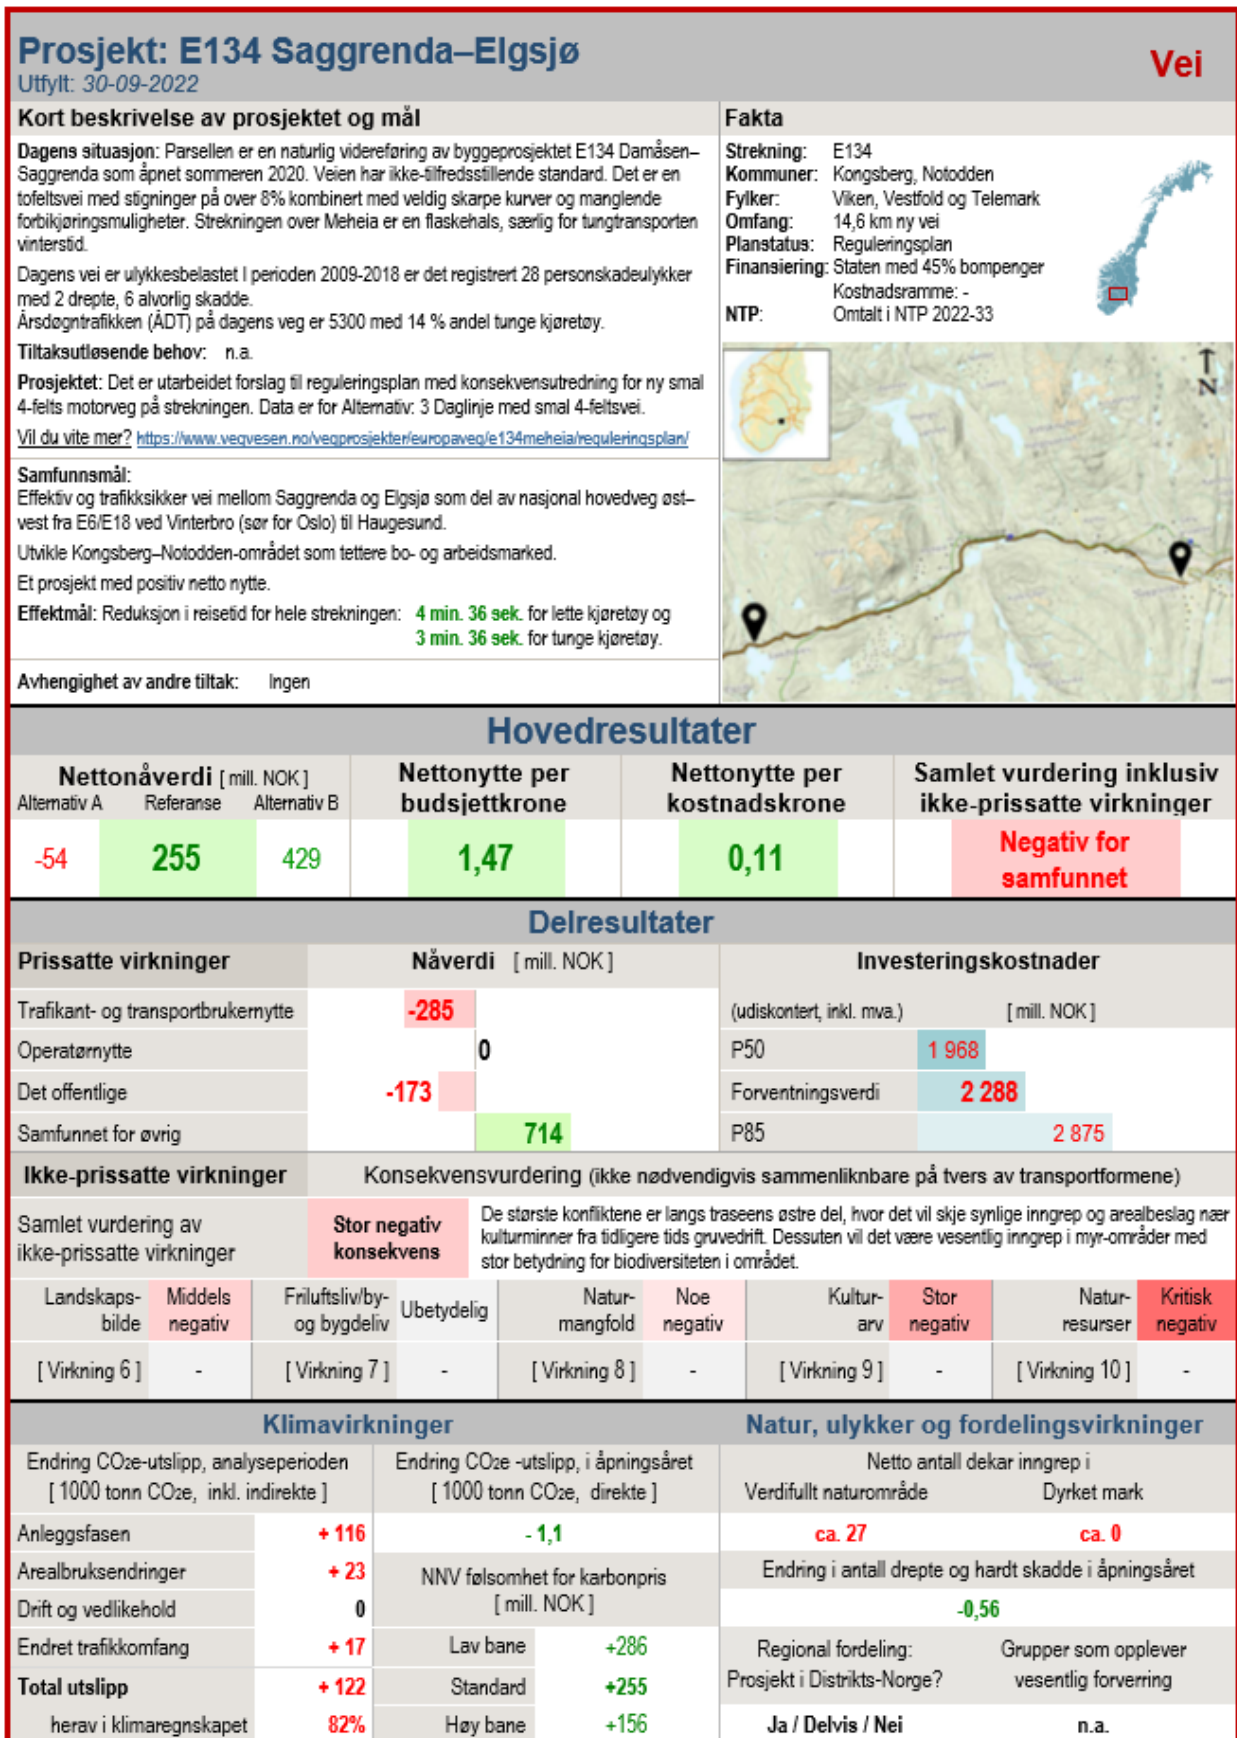 Prosjekt: E134 Saggrenda–Elgsjø
Utfylt: 30-09-2022
Vei
Kort beskrivelse av prosjektet og mål
Dagens situasjon: Parsellen er en naturlig videreføring av byggeprosjektet E134 Damåsen–
Saggrenda som åpnet sommeren 2020. Veien har ikke-tilfredsstillende standard. Det er en
tofeltsvei med stigninger på over 8% kombinert med veldig skarpe kurver og manglende
forbikjøringsmuligheter. Strekningen over Meheia er en flaskehals, særlig for tungtransporten
vinterstid.
Dagens vei er ulykkesbelastet I perioden 2009-2018 er det registrert 28 personskadeulykker
med 2 drepte, 6 alvorlig skadde.
Årsdøgntrafikken (ÅDT) på dagens veg er 5300 med 14 % andel tunge kjøretøy.
Tiltaksutløsende behov: n.a.
Prosjektet: Det er utarbeidet forslag til reguleringsplan med konsekvensutredning for ny smal
4-felts motorveg på strekningen. Data er for Alternativ: 3 Daglinje med smal 4-feltsvei.
Vil du vite mer? https://www.vegvesen.no/vegprosjekter/europaveg/e134meheia/reguleringsplan/
Samfunnsmål:
Effektiv og trafikksikker vei mellom Saggrenda og Elgsjø som del av nasjonal hovedveg øst–
vest fra E6/E18 ved Vinterbro (sør for Oslo) til Haugesund.
Utvikle Kongsberg–Notodden-området som tettere bo- og arbeidsmarked.
Et prosjekt med positiv netto nytte.
Effektmål: Reduksjon i reisetid for hele strekningen: 4 min. 36 sek. for lette kjøretøy og
3 min. 36 sek. for tunge kjøretøy.
Avhengighet av andre tiltak: Ingen
Fakta
Strekning: E134
Kommuner: Kongsberg, Notodden
Fylker: Viken, Vestfold og Telemark
Omfang: 14,6 km ny vei
Planstatus: Reguleringsplan
Finansiering: Staten med 45% bompenger
Kostnadsramme: -
NTP: Omtalt i NTP 2022-33
N
Hovedresultater
Nettonåverdi [ mill. NOK ]
Alternativ A Referanse Alternativ B
-54 255 429
Nettonytte per
budsjettkrone
1,47
Nettonytte per
kostnadskrone
0,11
Samlet vurdering inklusiv
ikke-prissatte virkninger
Negativ for
samfunnet
Delresultater
Prissatte virkninger Nåverdi [ mill. NOK ]
Trafikant- og transportbrukernytte -285
Operatørnytte 0
Det offentlige -173
Samfunnet for øvrig 714
Investeringskostnader
(udiskontert, inkl. mva.) [ mill. NOK ]
P50 1 968
Forventningsverdi 2 288
P85 2 875
Ikke-prissatte virkninger Konsekvensvurdering (ikke nødvendigvis sammenliknbare på tvers av transportformene)
Samlet vurdering av
ikke-prissatte virkninger
Stor negativ
konsekvens
De største konfliktene er langs traseens østre del, hvor det vil skje synlige inngrep og arealbeslag nær
kulturminner fra tidligere tids gruvedrift. Dessuten vil det være vesentlig inngrep i myr-områder med
stor betydning for biodiversiteten i området.
Landskaps-
bilde
Middels
negativ
Friluftsliv/by-
og bygdeliv
Ubetydelig
Natur-
mangfold
Noe
negativ
Kultur-
arv
Stor
negativ
Natur-
resurser
Kritisk
negativ
[ Virkning 6 ] - [ Virkning 7 ] - [ Virkning 8 ] - [ Virkning 9 ] - [ Virkning 10 ] -
Klimavirkninger
Endring CO2e-utslipp, analyseperioden
[ 1000 tonn CO2e, inkl. indirekte ]
Anleggsfasen + 116
Arealbruksendringer + 23
Drift og vedlikehold 0
Endret trafikkomfang + 17
Total utslipp + 122
herav i klimaregnskapet 82%
Endring CO2e -utslipp, i åpningsåret
[ 1000 tonn CO2e, direkte ]
- 1,1
NNV følsomhet for karbonpris
[ mill. NOK ]
Lav bane +286
Standard +255
Høy bane +156
Natur, ulykker og fordelingsvirkninger
Netto antall dekar inngrep i
Verdifullt naturområde Dyrket mark
ca. 27 ca. 0
Endring i antall drepte og hardt skadde i åpningsåret
-0,56
Regional fordeling:
Prosjekt i Distrikts-Norge?
Ja / Delvis / Nei
Grupper som opplever
vesentlig forverring
n.a.